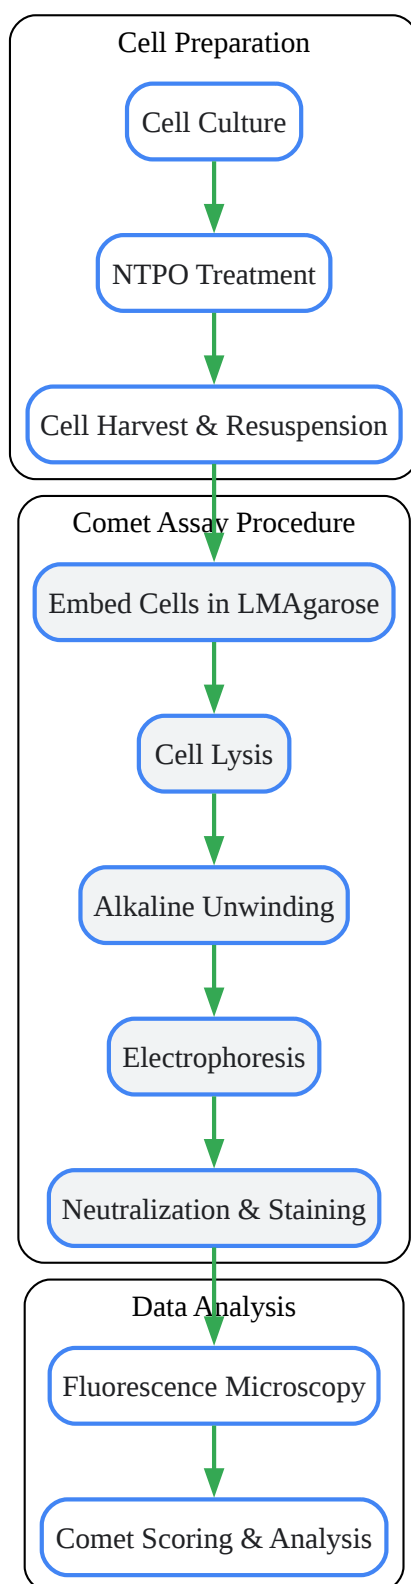 Cell Preparation
Cell Culture
NTPO Treatment
Cell Harvest & Resuspension
Comet Assay Procedure
Embed Cells in LMAgarose
Cell Lysis
Alkaline Unwinding
Electrophoresis
Neutralization & Staining
Data Analysis
Fluorescence Microscopy
Comet Scoring & Analysis